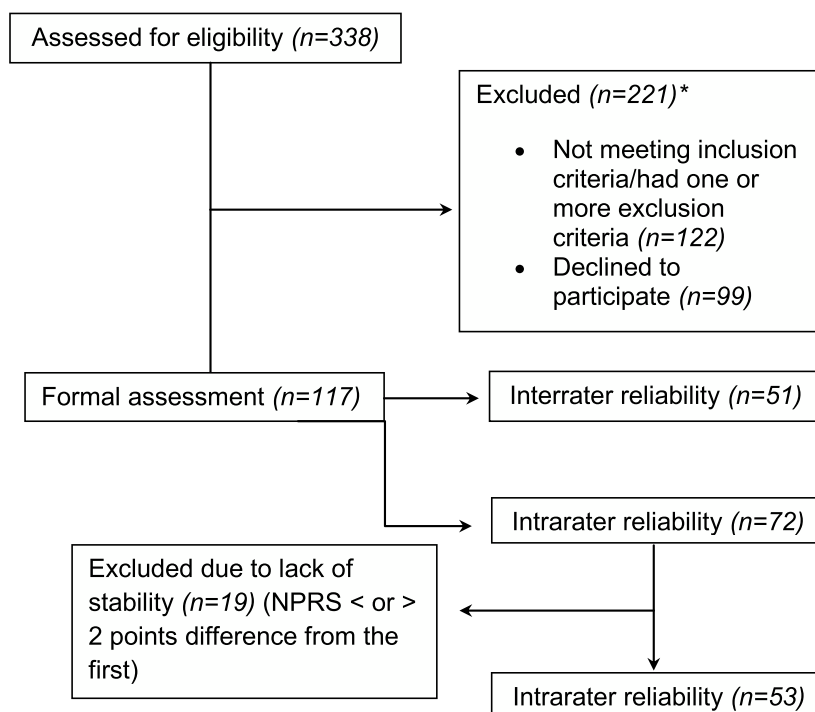 Assessed for eligibility (n=338)
Excluded (n=221)*
• Not meeting inclusion
criteria/had one or
more exclusion
criteria (n=122)
• Declined to
participate (n=99)
Formal assessment (n=117)
Interrater reliability (n=51)
Intrarater reliability (n=72)
Excluded due to lack of
stability (n=19) (NPRS < or >
2 points difference from the
first)
Intrarater reliability (n=53)